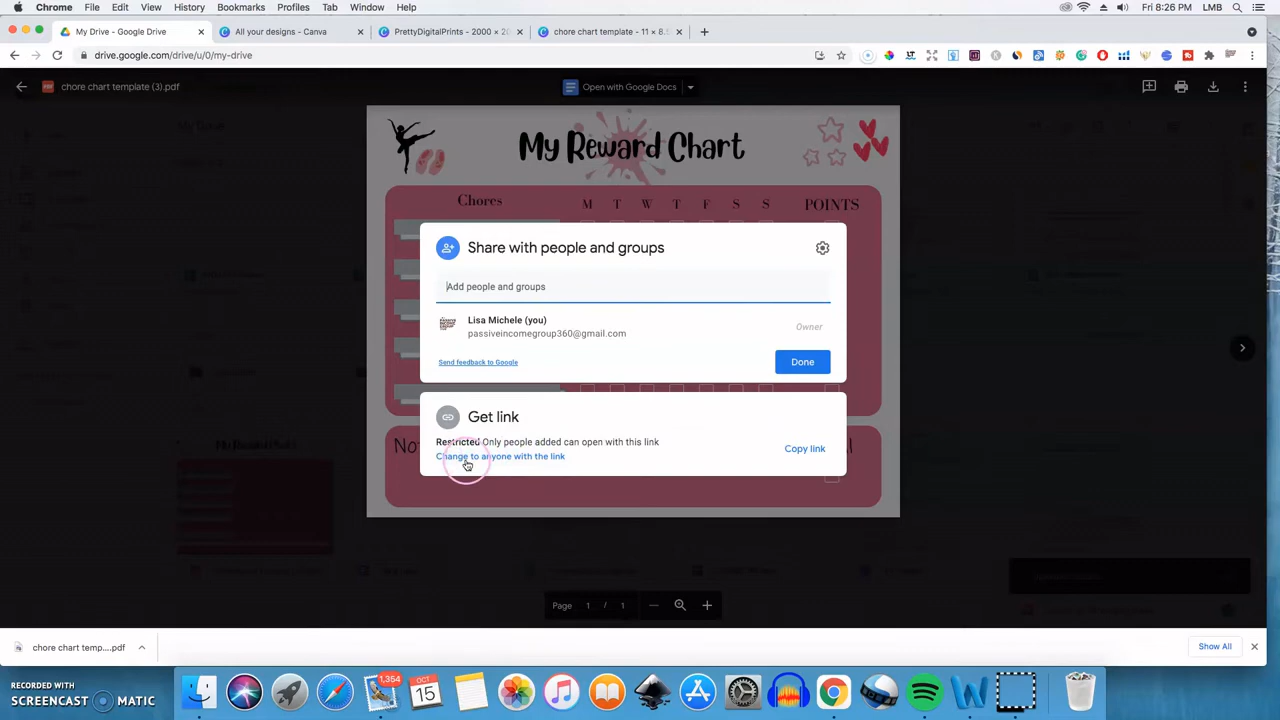 Chrome File Edit View History Bookmarks Profiles Tab Window Help Fri 8:26 PM LMB
My Drive - Google Drive All your designs - Canva PrettyDigitalPrints - 2000 × 20 chore chart template - 11 × 8.5
drive.google.com/drive/u/0/my-drive
PDF chore chart template (3).pdf Open with Google Docs
My Reward Chart
Chores M T W T F S S POINTS
Share with people and groups
Add people and groups
Lisa Michele (you)
passiveincomegroup360@gmail.com Owner
Send feedback to Google Done
Get link
Restricted Only people added can open with this link
Change to anyone with the link Copy link
Page 1 / 1
chore chart temp....pdf Show All
1,354
OCT
15
RECORDED WITH
SCREENCAST MATIC